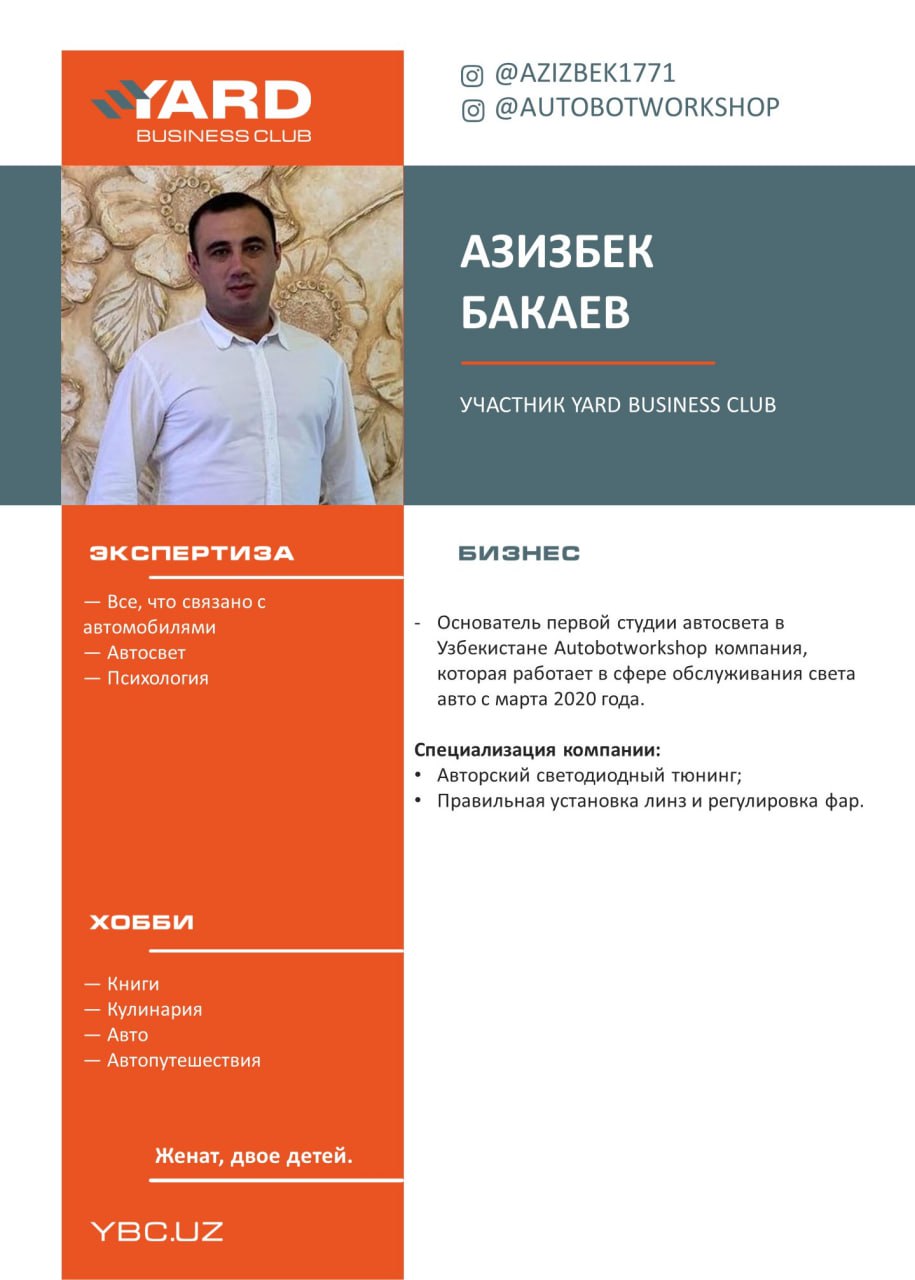 YARD
BUSINESS CLUB
@AZIZBEK1771
@AUTOBOTWORKSHOP
АЗИЗБЕК
БАКАЕВ
УЧАСТНИК YARD BUSINESS CLUB
ЭКСПЕРТИЗА
— Все, что связано с
автомобилями
— Автосвет
— Психология
БИЗНЕС
- Основатель первой студии автосвета в
Узбекистане Autobotworkshop компания,
которая работает в сфере обслуживания света
авто с марта 2020 года.
Специализация компании:
• Авторский светодиодный тюнинг;
• Правильная установка линз и регулировка фар.
ХОББИ
— Книги
— Кулинария
— Авто
— Автопутешествия
Женат, двое детей.
YBC.UZ